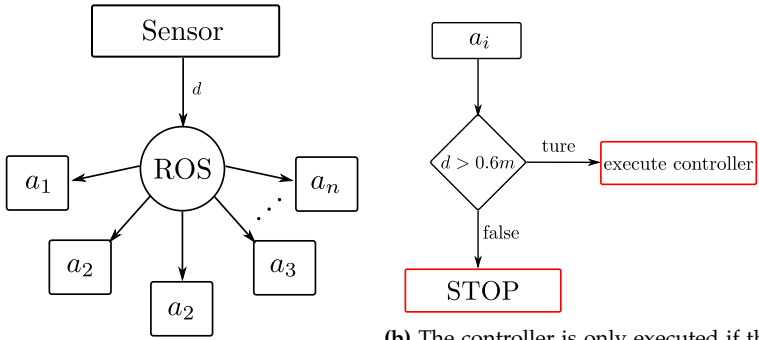 Sensor
d
ROS
a1
a2
a2
a3
an
ai
d > 0.6m
ture
execute controller
false
STOP
(b) The controller is only executed if